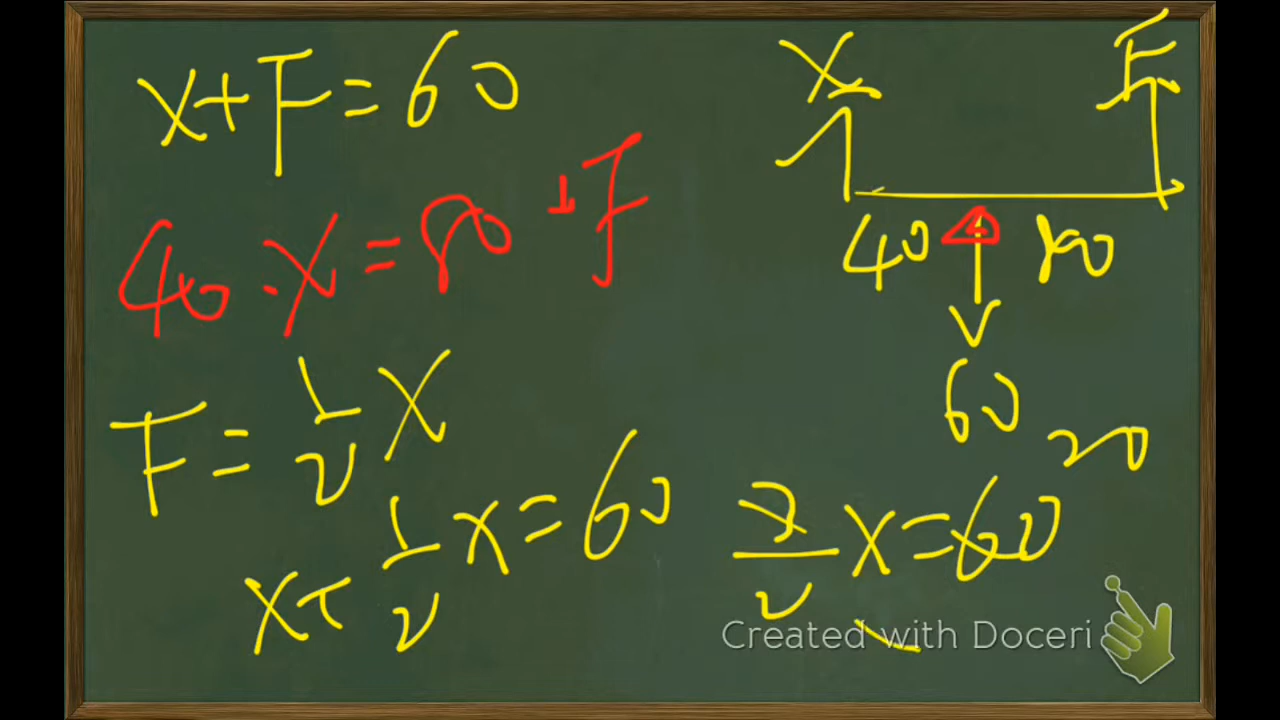 x+F=60
40·x=80·F
F=1/2 x
x+1/2 x=60
3/2 x=60
20
x
F
40
80
60
Created with Doceri